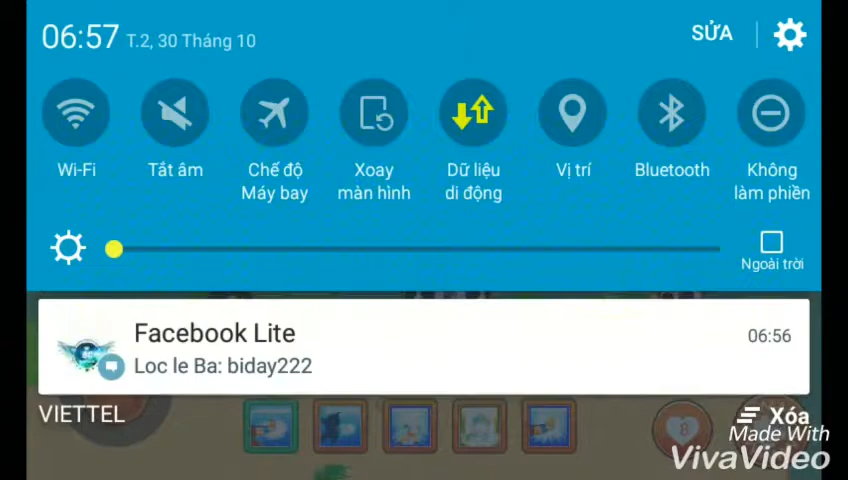 06:57 T.2, 30 Tháng 10
SỬA
Wi-Fi
Tắt âm
Chế độ
Máy bay
Xoay
màn hình
Dữ liệu
di động
Vị trí
Bluetooth
Không
làm phiền
Ngoài trời
Facebook Lite
06:56
Loc le Ba: biday222
VIETTEL
Xóa
8
Made With
VivaVideo